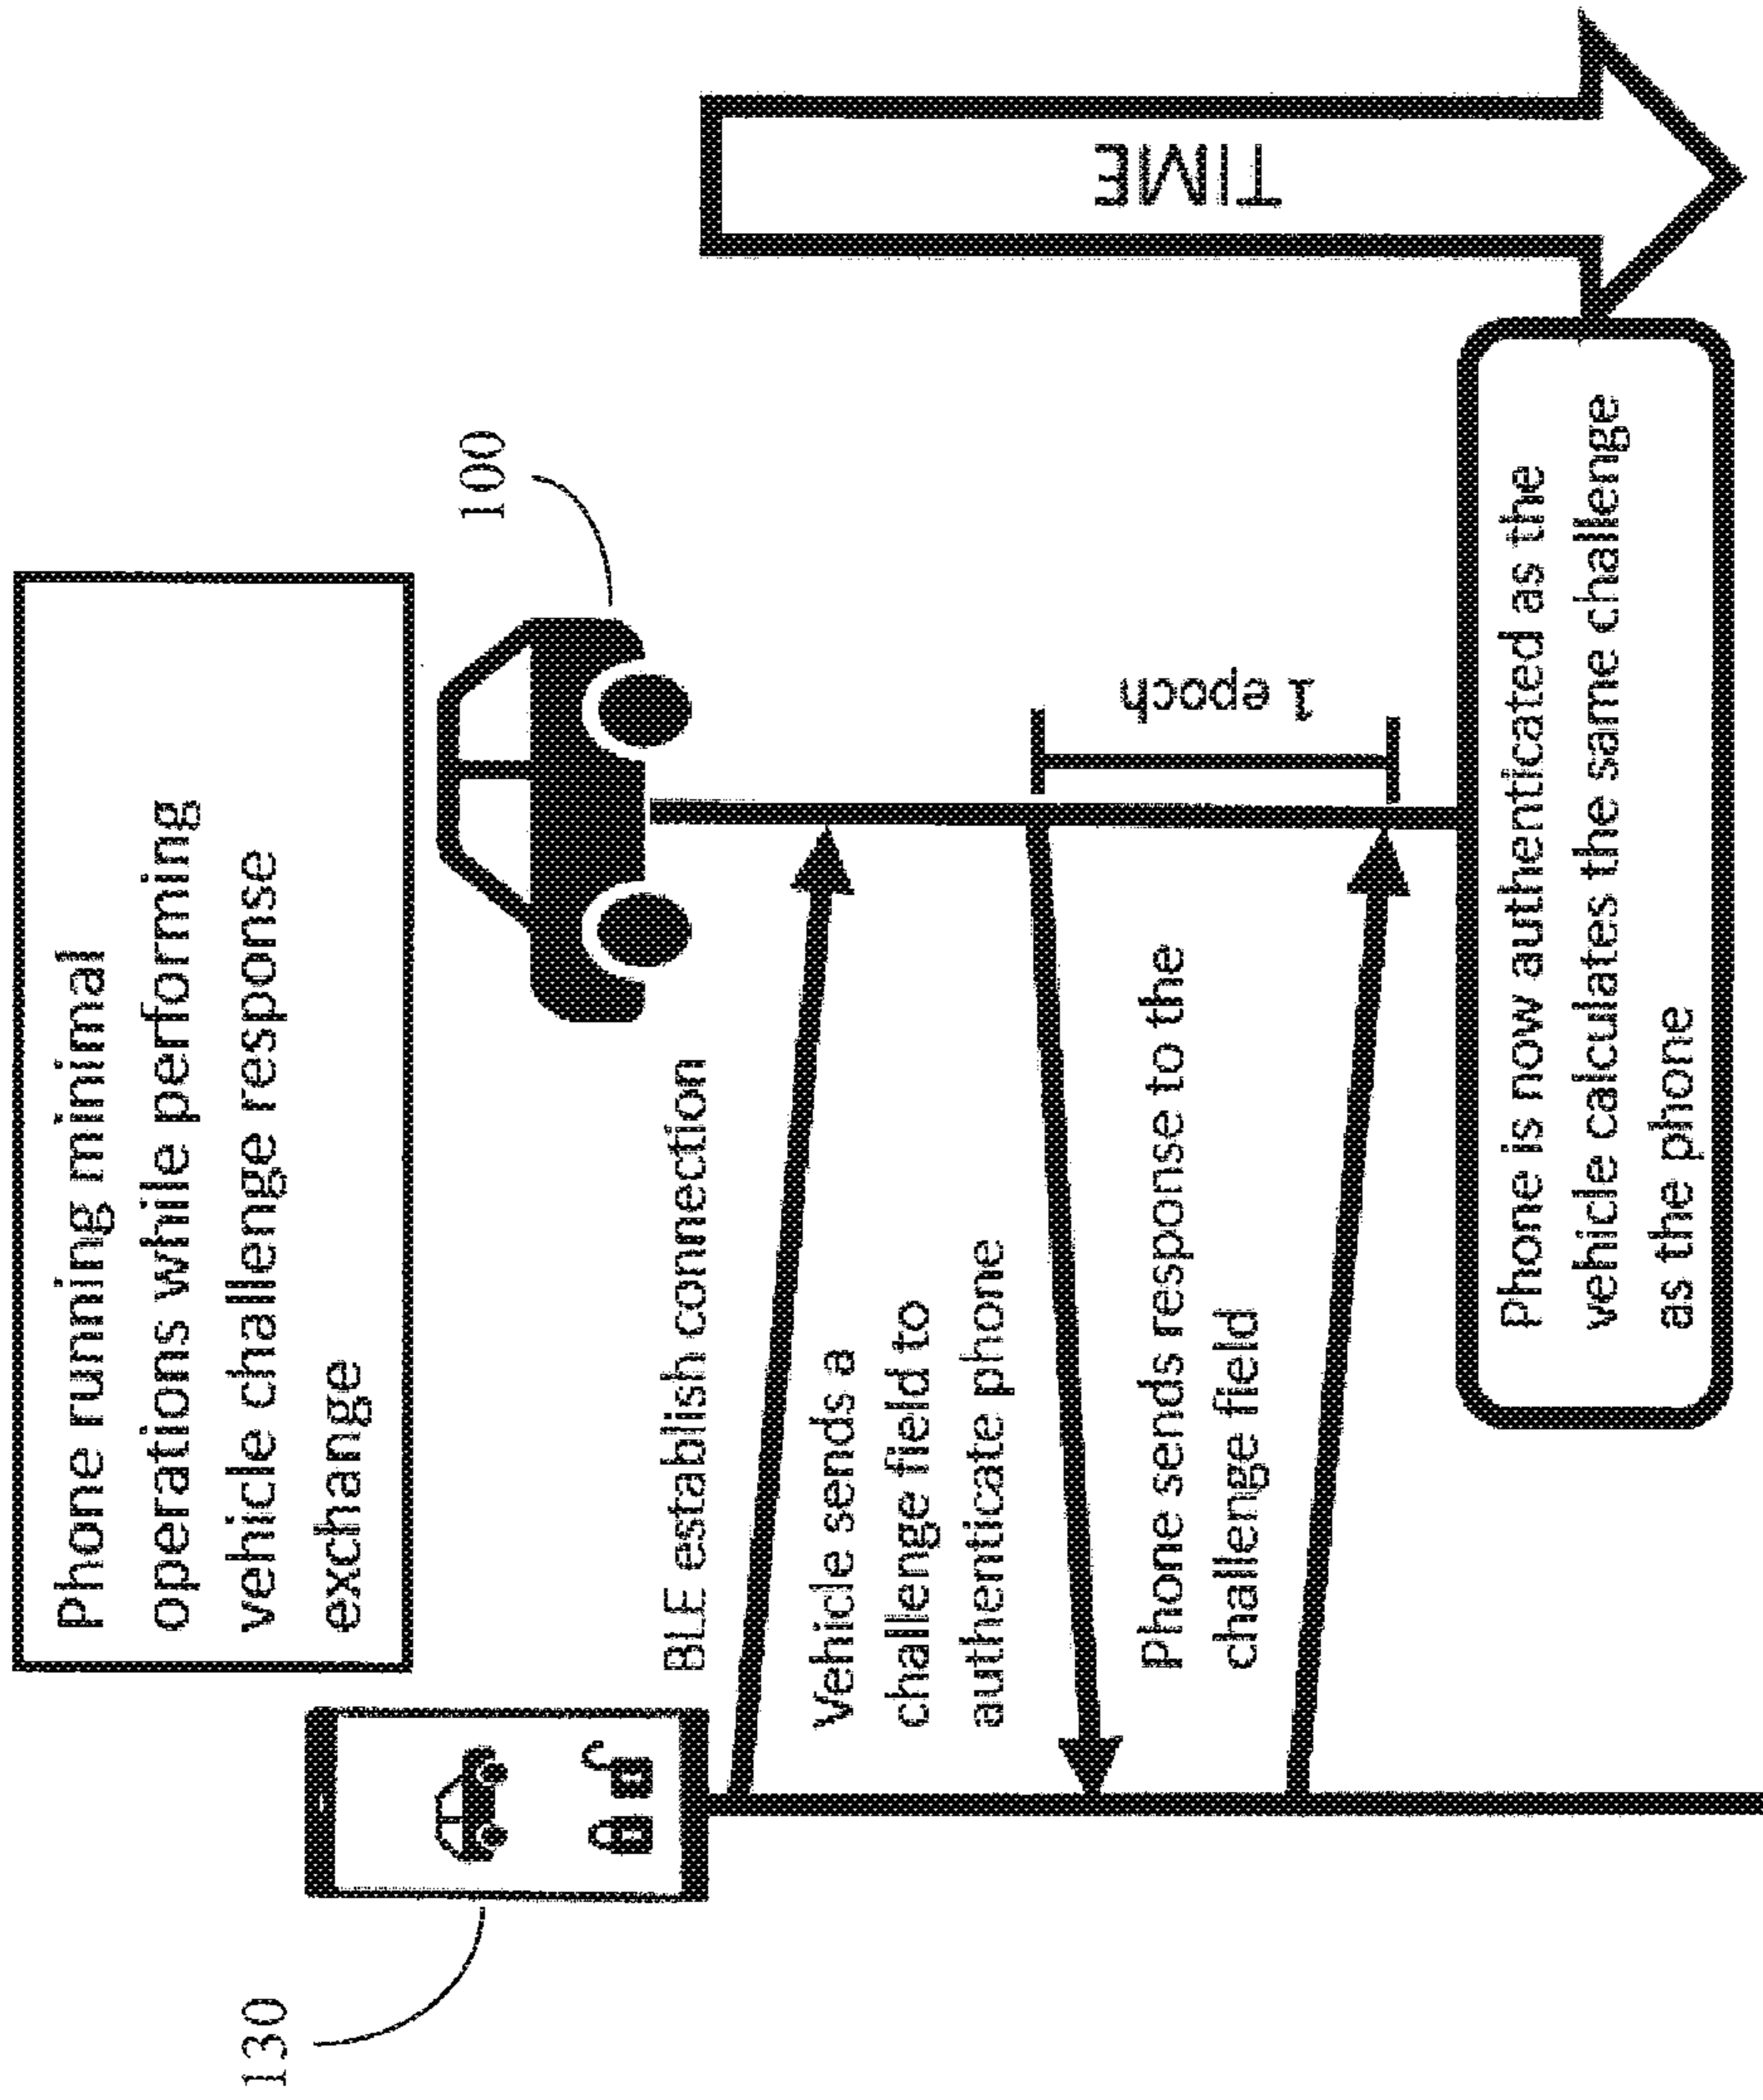 Phone running minimal
operations while performing
vehicle challenge response
exchange
130
100
BLE establish connection
Vehicle sends a
challenge field to
authenticate phone
1 epoch
Phone sends response to the
challenge field
TIME
Phone is now authenticated as the
vehicle calculates the same challenge
as the phone